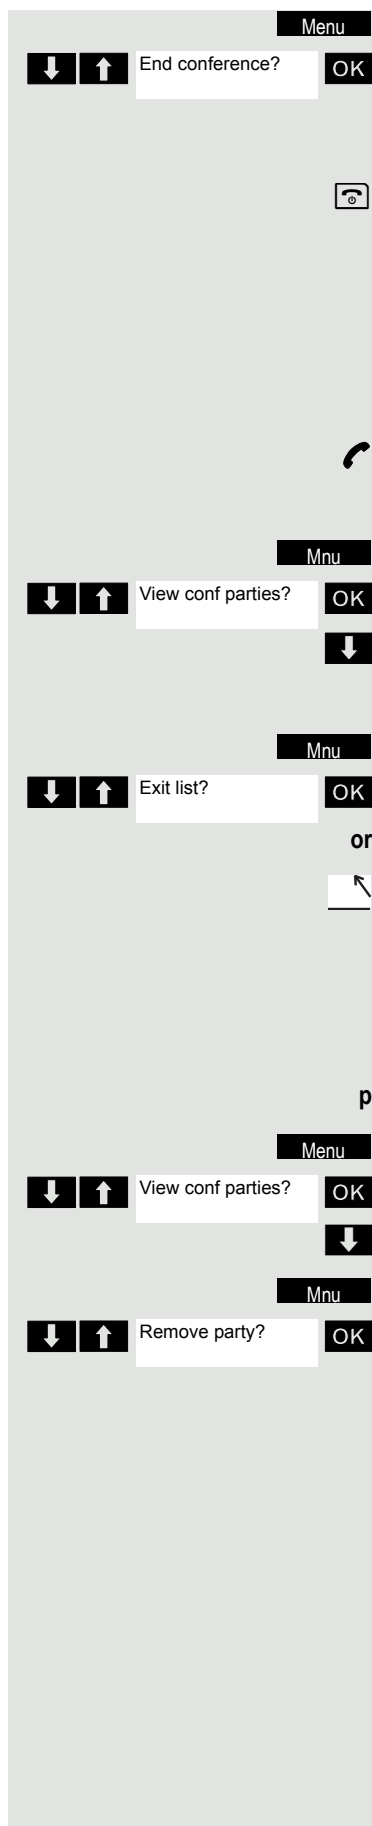 Menu
End conference? OK
Mnu
View conf parties? OK
Mnu
Exit list? OK
or
p
Menu
View conf parties? OK
Mnu
Remove party? OK